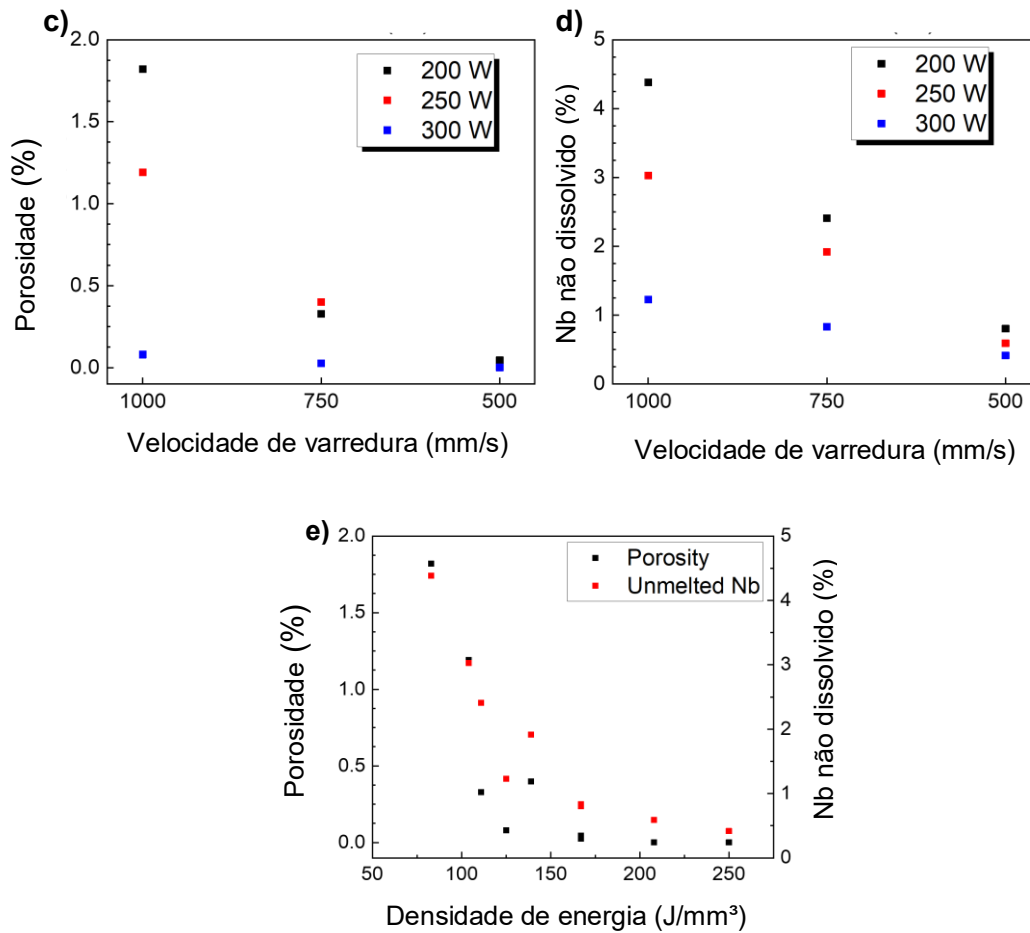 c)
2.0
1.5
1.0
0.5
0.0
Porosidade (%)
200 W
250 W
300 W
1000 750 500
Velocidade de varredura (mm/s)
d)
5
4
3
2
1
0
Nb não dissolvido (%)
200 W
250 W
300 W
1000 750 500
Velocidade de varredura (mm/s)
e)
2.0
1.5
1.0
0.5
0.0
Porosidade (%)
Porosity
Unmelted Nb
5
4
3
2
1
0
Nb não dissolvido (%)
50 100 150 200 250
Densidade de energia (J/mm³)